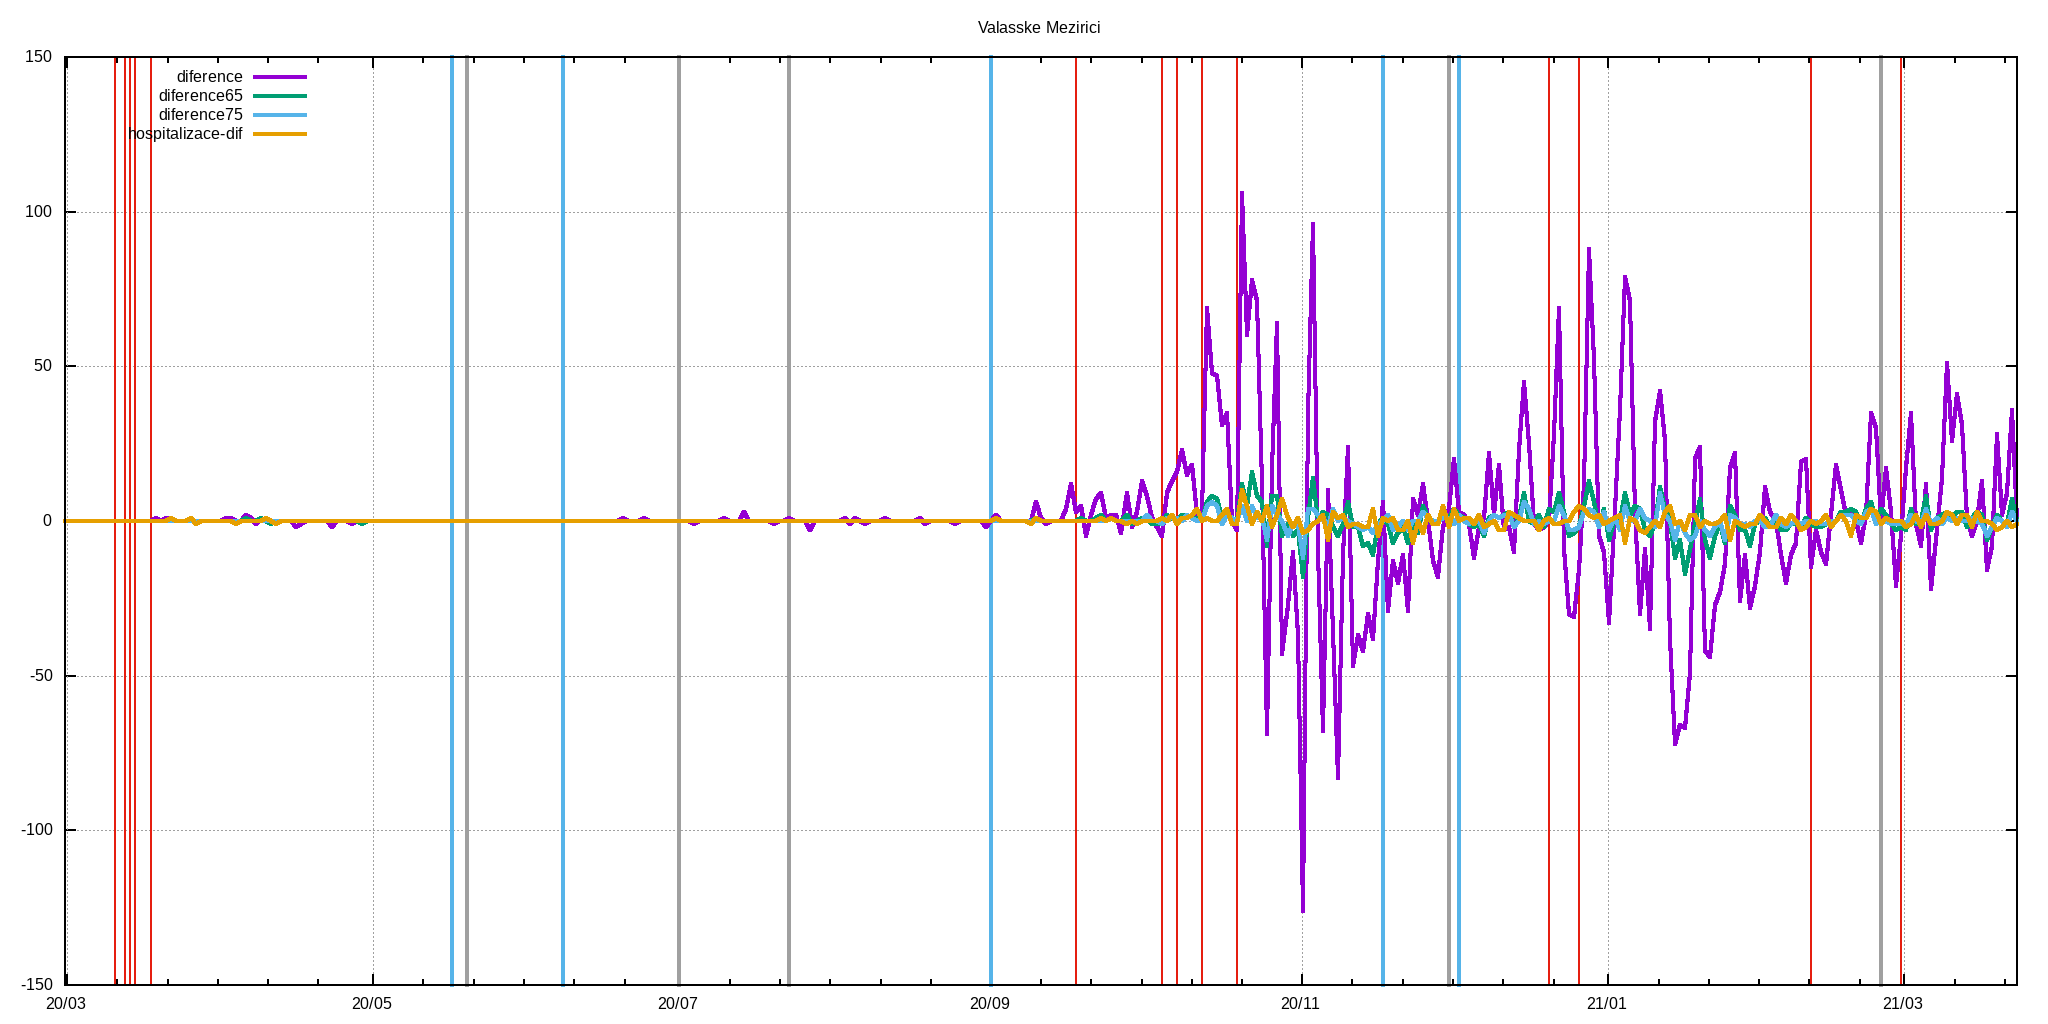 Valasske Mezirici
150
diference
diference65
diference75
hospitalizace-dif
100
50
0
-50
-100
-150
20/03 20/05 20/07 20/09 20/11 21/01 21/03